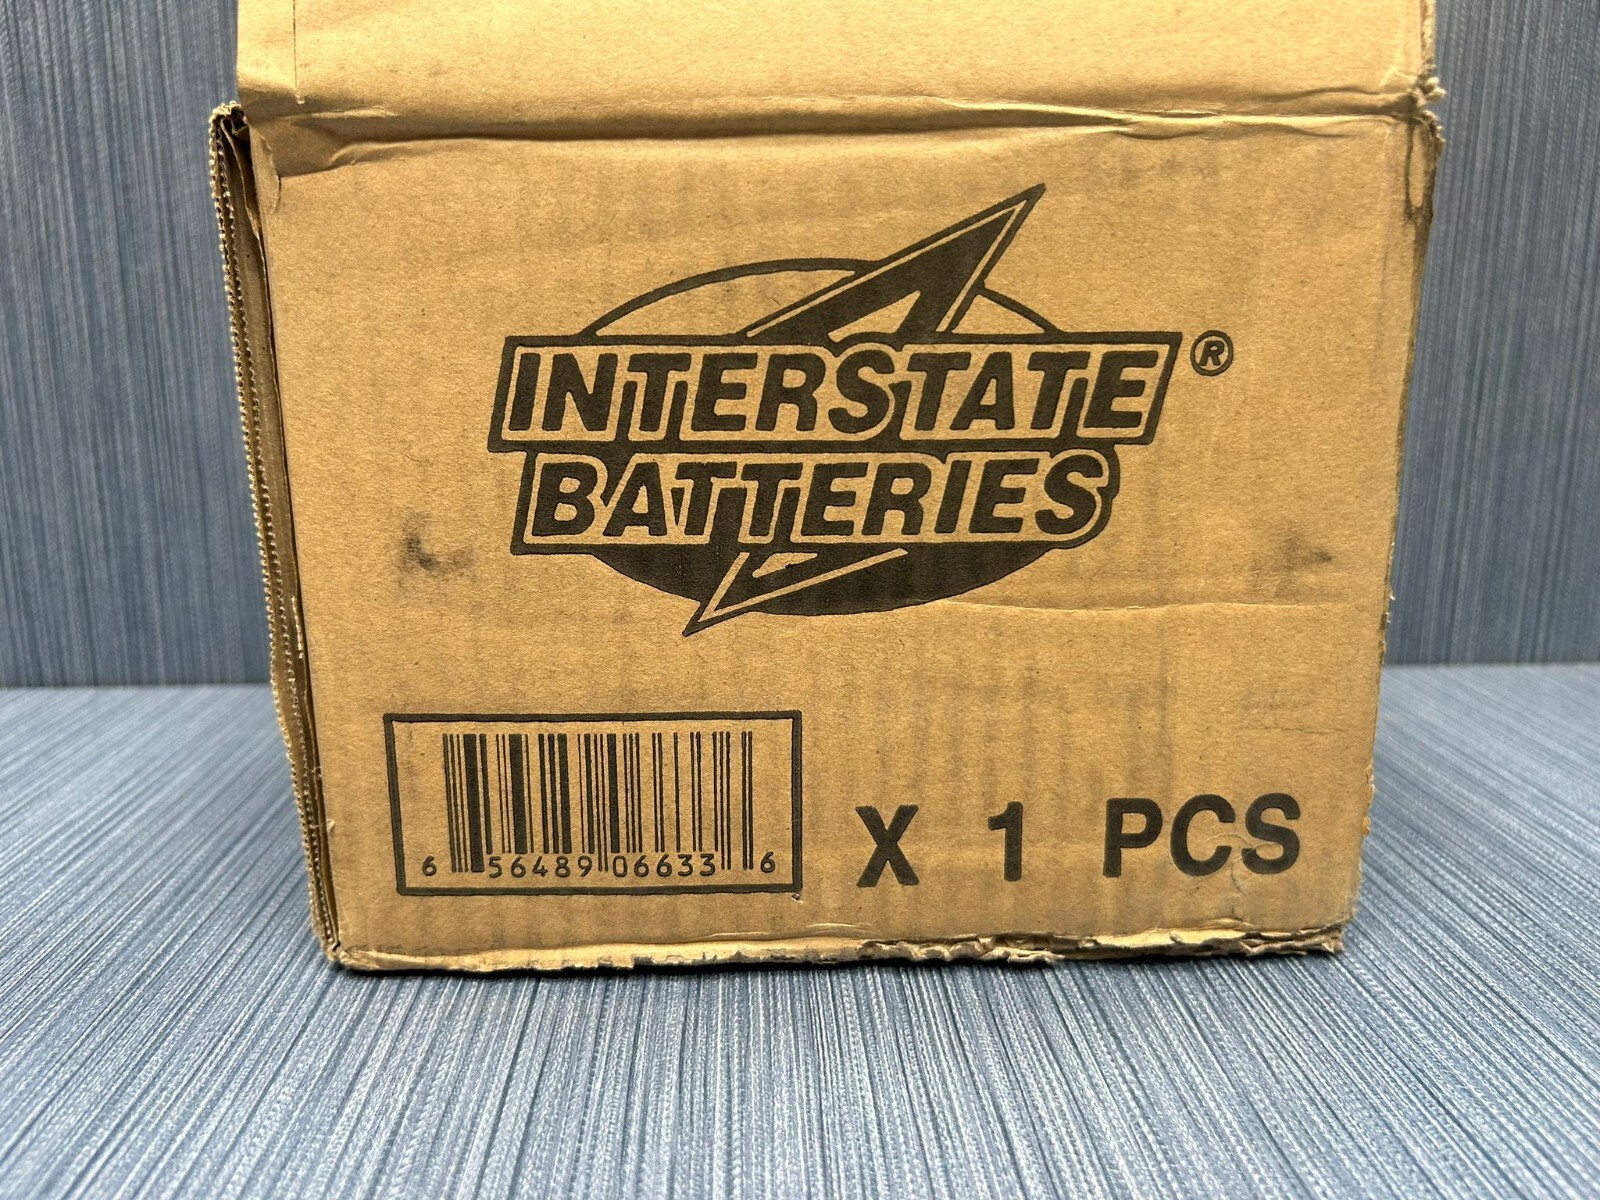 INTERSTATE ®
BATTERIES
6 56489 06633 6
X 1 PCS